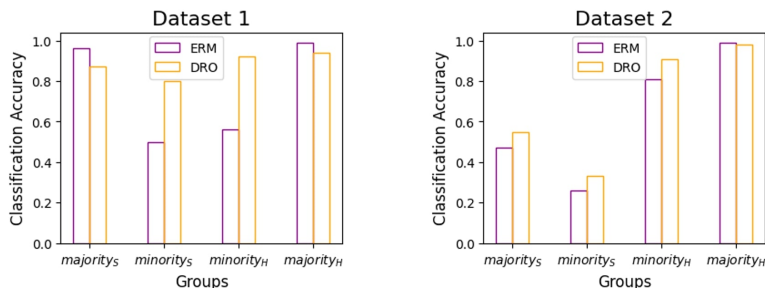 Dataset 1
Classification Accuracy
1.0
0.8
0.6
0.4
0.2
0.0
ERM
DRO
majority_S minority_S minority_H majority_H
Groups
Dataset 2
Classification Accuracy
1.0
0.8
0.6
0.4
0.2
0.0
ERM
DRO
majority_S minority_S minority_H majority_H
Groups